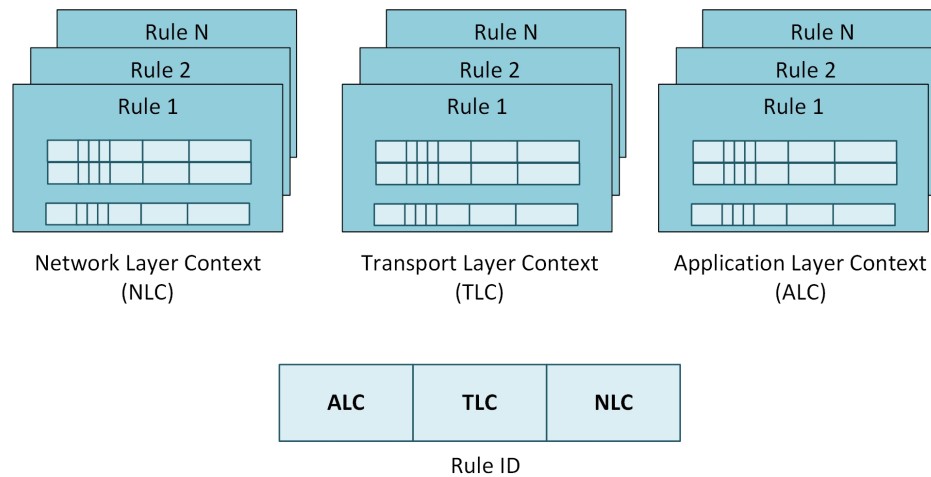 Rule N
Rule 2
Rule 1
Network Layer Context
(NLC)
Rule N
Rule 2
Rule 1
Transport Layer Context
(TLC)
Rule N
Rule 2
Rule 1
Application Layer Context
(ALC)
ALC
TLC
NLC
Rule ID